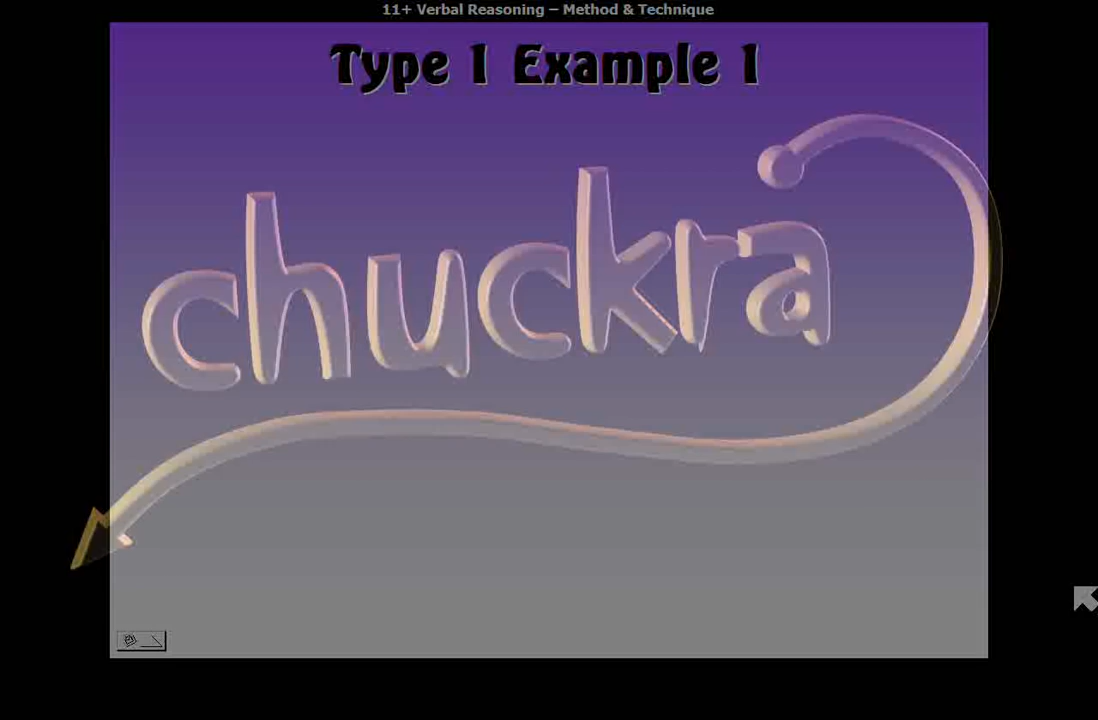 11+ Verbal Reasoning – Method & Technique
Type 1 Example 1
chuckra